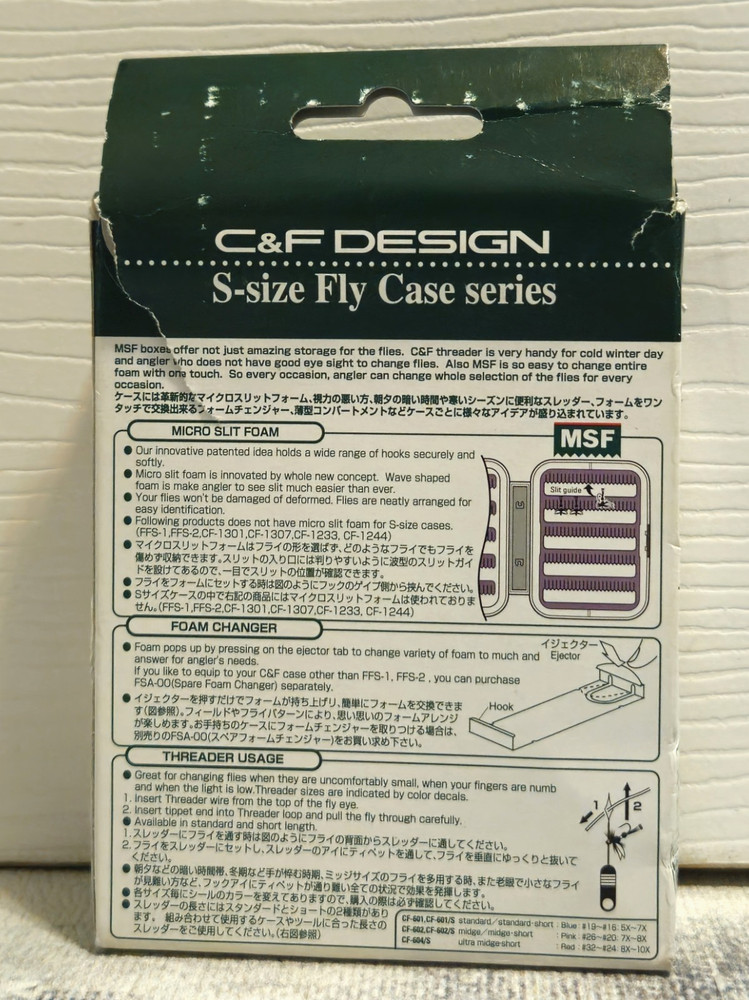 C&F DESIGN
S-size Fly Case series
MSF boxes offer not just amazing storage for the flies. C&F threader is very handy for cold winter day
and angler who does not have good eye sight to change flies. Also MSF is so easy to change entire
foam with one touch. So every occasion, angler can change whole selection of the flies for every
occasion.
ケースには革新的なマイクロスリットフォーム、視力の悪い方、朝夕の暗い時間や寒いシーズンに便利なスレッダー、フォームをワン
タッチで交換出来るフォームチェンジャー、薄型コンパートメントなどケースごとに様々なアイデアが盛り込まれています。
MICRO SLIT FOAM
MSF
● Our innovative patented idea holds a wide range of hooks securely and
softly.
● Micro slit foam is innovated by whole new concept. Wave shaped
foam is make angler to see slit much easier than ever.
● Your flies won't be damaged of deformed. Flies are neatly arranged for
easy identification.
● Following products does not have micro slit foam for S-size cases.
(FFS-1,FFS-2,CF-1301,CF-1307,CF-1233, CF-1244)
● マイクロスリットフォームはフライの形を選ばず、どのようなフライでもフライを
傷めず収納できます。スリットの入り口には判りやすいように波型のスリットガイ
ドを設けてあるので、一目でスリットの位置が確認できます。
● フライをフォームにセットする時は図のようにフックのゲイプ側から挟んでください。
● Sサイズケースの中で右記の商品にはマイクロスリットフォームは使われておりま
せん。(FFS-1,FFS-2,CF-1301,CF-1307,CF-1233, CF-1244)
Slit guide
FOAM CHANGER
● Foam pops up by pressing on the ejector tab to change variety of foam to much and
answer for angler's needs.
If you like to equip to your C&F case other than FFS-1, FFS-2 , you can purchase
FSA-00(Spare Foam Changer) separately.
● イジェクターを押すだけでフォームが持ち上がり、簡単にフォームを交換できま
す(図参照)。フィールドやフライパターンにより、思い思いのフォームアレンジ
が楽しめます。お手持ちのケースにフォームチェンジャーを取りつける場合は、
別売りのFSA-00(スペアフォームチェンジャー)をお買い求め下さい。
イジェクター
Ejector
Hook
THREADER USAGE
● Great for changing flies when they are uncomfortably small, when your fingers are numb
and when the light is low.Threader sizes are indicated by color decals.
1. Insert Threader wire from the top of the fly eye.
2. Insert tippet end into Threader loop and pull the fly through carefully.
● Available in standard and short length.
1. スレッダーにフライを通す時は図のようにフライの背面からスレッダーに通してください。
2. フライをスレッダーにセットし、スレッダーのアイにティペットを通して、フライを垂直にゆっくりと抜いて
ください。
● 朝夕などの暗い時間帯、冬期など手が悴む時期、ミッジサイズのフライを多用する時、また老眼で小さなフライ
が見難い方など、フックアイにティペットが通り難い全ての状況で効果を発揮します。
● 各サイズ毎にシールのカラーを変えてありますので、購入の際は必ず確認してください。
● スレッダーの長さにはスタンダードとショートの2種類があり
ます。 組み合わせて使用するケースやツールに合った長さの
スレッダーをご使用してください。(右図参照)
1
2
CF-601,CF-601/S standard/standard-short : Blue : #19~#16 5X~7X
CF-602,CF-602/S midge/midge-short : Pink : #26~#20 7X~8X
CF-604/S ultra midge-short : Red : #32~#24 8X~10X